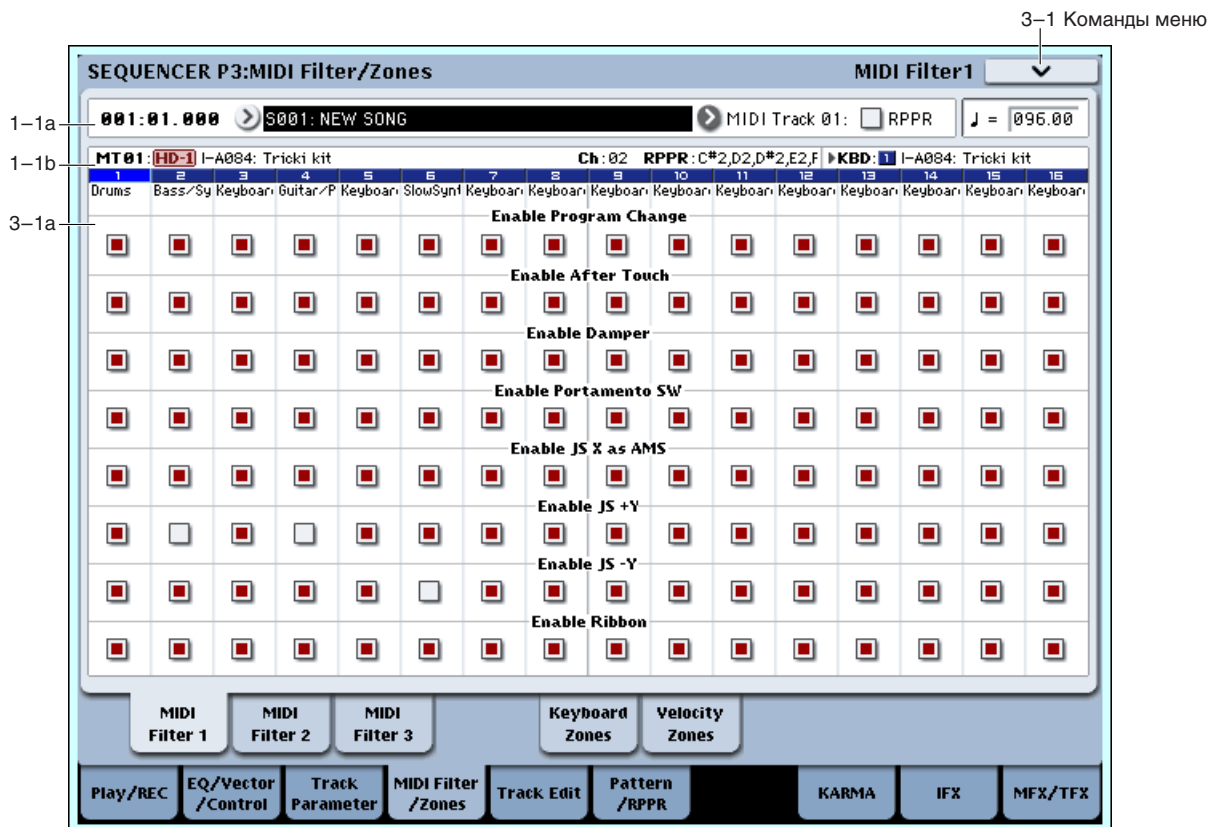 3–1 Команды меню
SEQUENCER P3:MIDI Filter/Zones MIDI Filter1
1–1a 001:01.000 S001: NEW SONG MIDI Track 01: RPPR ♩ = 096.00
1–1b MT01:HD-1 I-A084: Tricki kit Ch:02 RPPR:C#2,D2,D#2,E2,F KBD:1 I-A084: Tricki kit
1 2 3 4 5 6 7 8 9 10 11 12 13 14 15 16
Drums Bass/Sy Keyboar Guitar/P Keyboar SlowSynt Keyboar Keyboar Keyboar Keyboar Keyboar Keyboar Keyboar Keyboar Keyboar Keyboar
3–1a
Enable Program Change
Enable After Touch
Enable Damper
Enable Portamento SW
Enable JS X as AMS
Enable JS +Y
Enable JS -Y
Enable Ribbon
MIDI Filter 1 MIDI Filter 2 MIDI Filter 3 Keyboard Zones Velocity Zones
Play/REC EQ/Vector /Control Track Parameter MIDI Filter /Zones Track Edit Pattern /RPPR KARMA IFX MFX/TFX